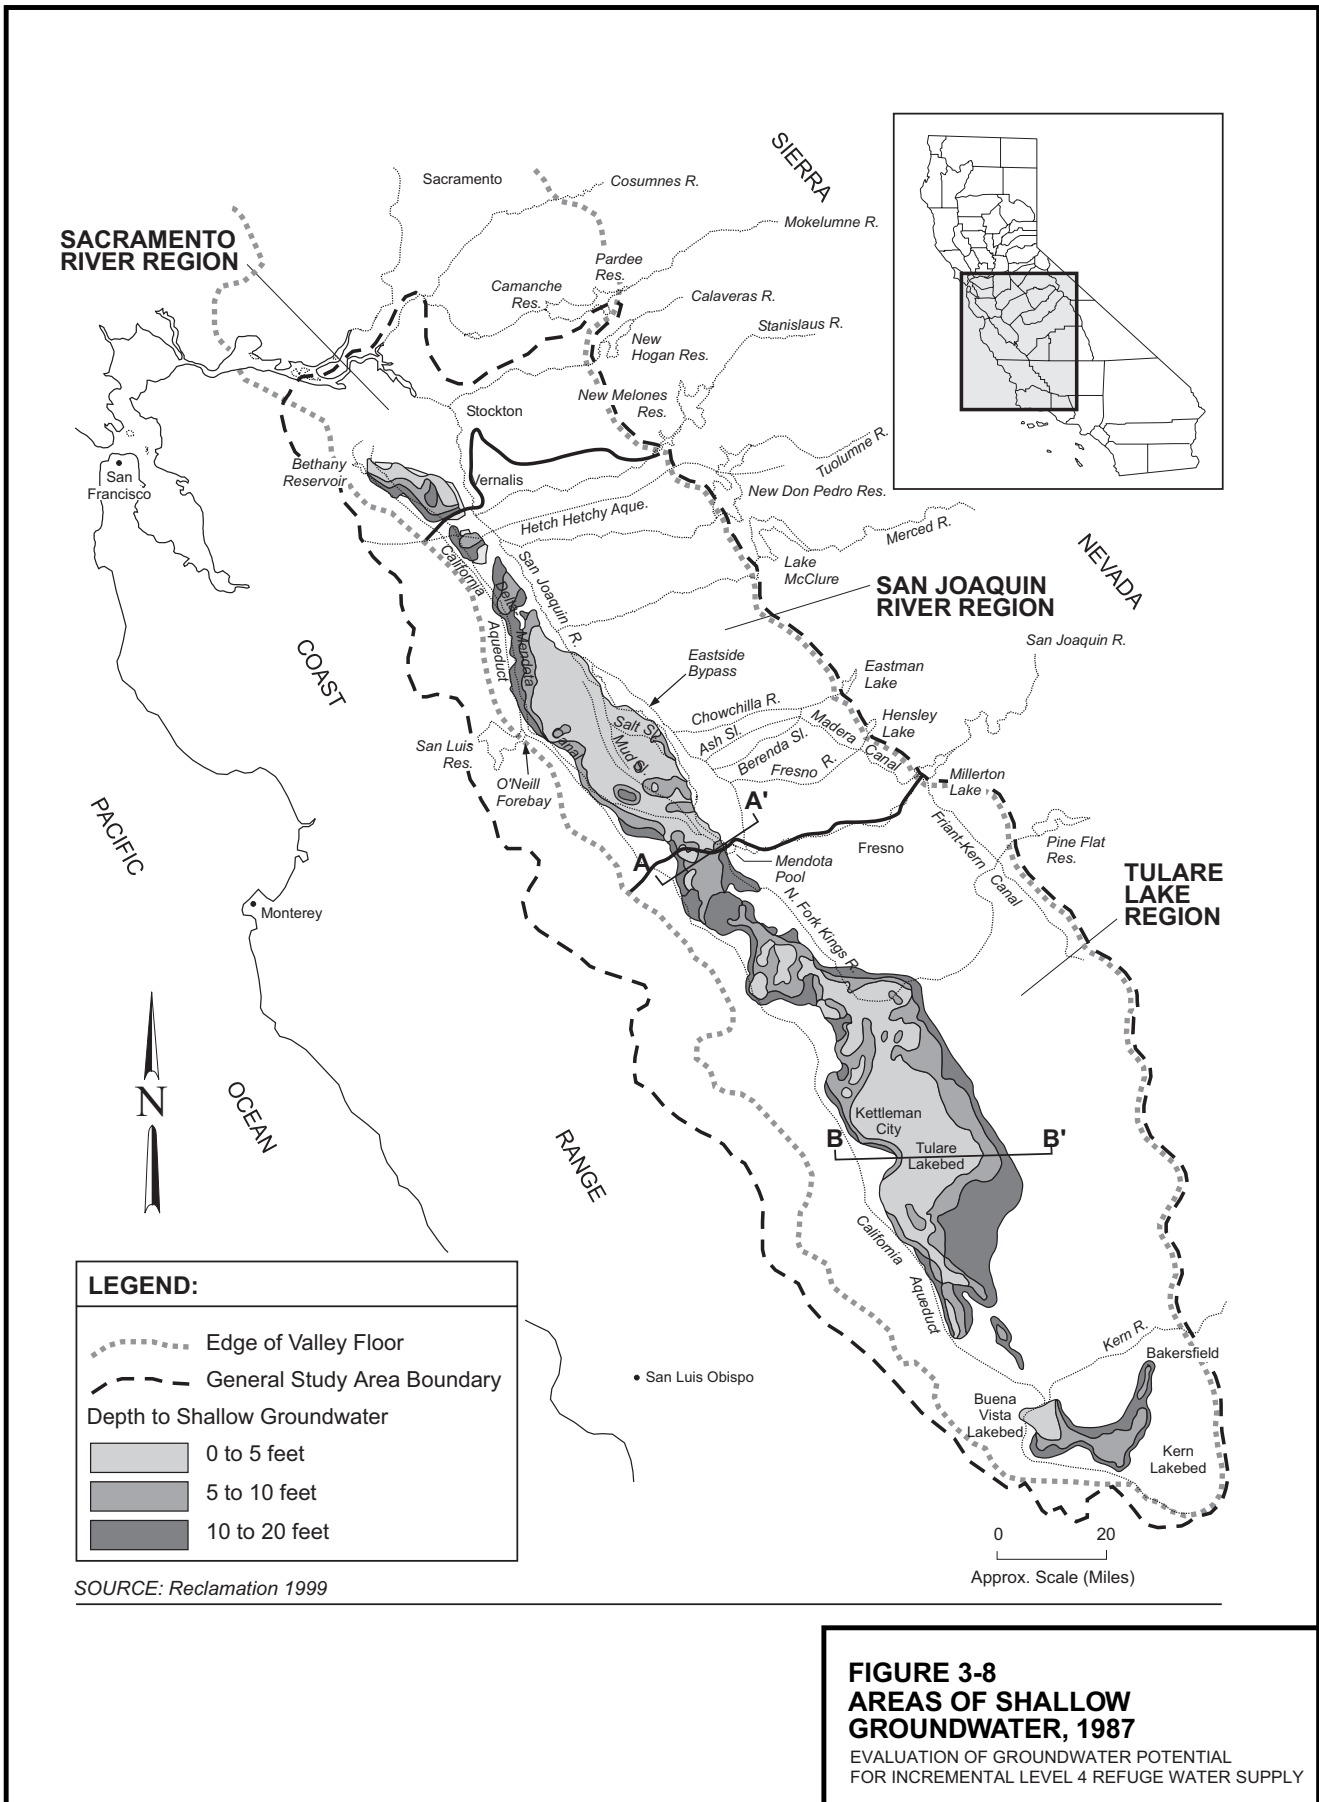 SIERRA
Sacramento
Cosumnes R.
Mokelumne R.
SACRAMENTO
RIVER REGION
Pardee
Res.
Camanche
Res.
Calaveras R.
Stanislaus R.
New
Hogan Res.
New Melones
Res.
Stockton
Tuolumne R.
Bethany
Reservoir
San
Francisco
Vernalis
New Don Pedro Res.
Hetch Hetchy Aque.
Merced R.
NEVADA
California
Aqueduct
San Joaquin R.
Delta
Mendota
Canal
Lake
McClure
SAN JOAQUIN
RIVER REGION
San Joaquin R.
COAST
Eastside
Bypass
Eastman
Lake
Chowchilla R.
Hensley
Lake
Salt Sl.
Mud Sl.
Ash Sl.
Madera
Canal
Berenda Sl.
Fresno R.
San Luis
Res.
O'Neill
Forebay
Millerton
Lake
PACIFIC
A'
A
Friant-Kern Canal
Pine Flat
Res.
Fresno
Mendota
Pool
TULARE
LAKE
REGION
N. Fork Kings R.
Monterey
N
OCEAN
RANGE
Kettleman
City
B
B'
Tulare
Lakebed
California
Aqueduct
LEGEND:
Edge of Valley Floor
General Study Area Boundary
Depth to Shallow Groundwater
0 to 5 feet
5 to 10 feet
10 to 20 feet
San Luis Obispo
Kern R.
Bakersfield
Buena
Vista
Lakebed
Kern
Lakebed
0 20
Approx. Scale (Miles)
SOURCE: Reclamation 1999
FIGURE 3-8
AREAS OF SHALLOW
GROUNDWATER, 1987
EVALUATION OF GROUNDWATER POTENTIAL
FOR INCREMENTAL LEVEL 4 REFUGE WATER SUPPLY